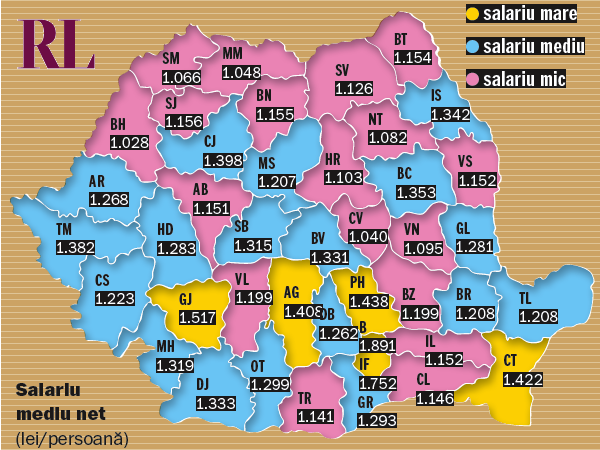 RL
salariu mare
salariu mediu
salariu mic
BT
1.154
SM
1.066
MM
1.048
SV
1.126
IS
1.342
SJ
1.156
BN
1.155
BH
1.028
CJ
1.398
NT
1.082
MS
1.207
HR
1.103
BC
1.353
VS
1.152
AR
1.268
AB
1.151
TM
1.382
HD
1.283
SB
1.315
BV
1.331
CV
1.040
VN
1.095
GL
1.281
CS
1.223
GJ
1.517
VL
1.199
AG
1.408
DB
1.262
PH
1.438
BZ
1.199
BR
1.208
TL
1.208
B
1.891
IL
1.152
MH
1.319
DJ
1.333
OT
1.299
TR
1.141
IF
1.752
GR
1.293
CL
1.146
CT
1.422
Salariu
mediu net
(lei/persoană)